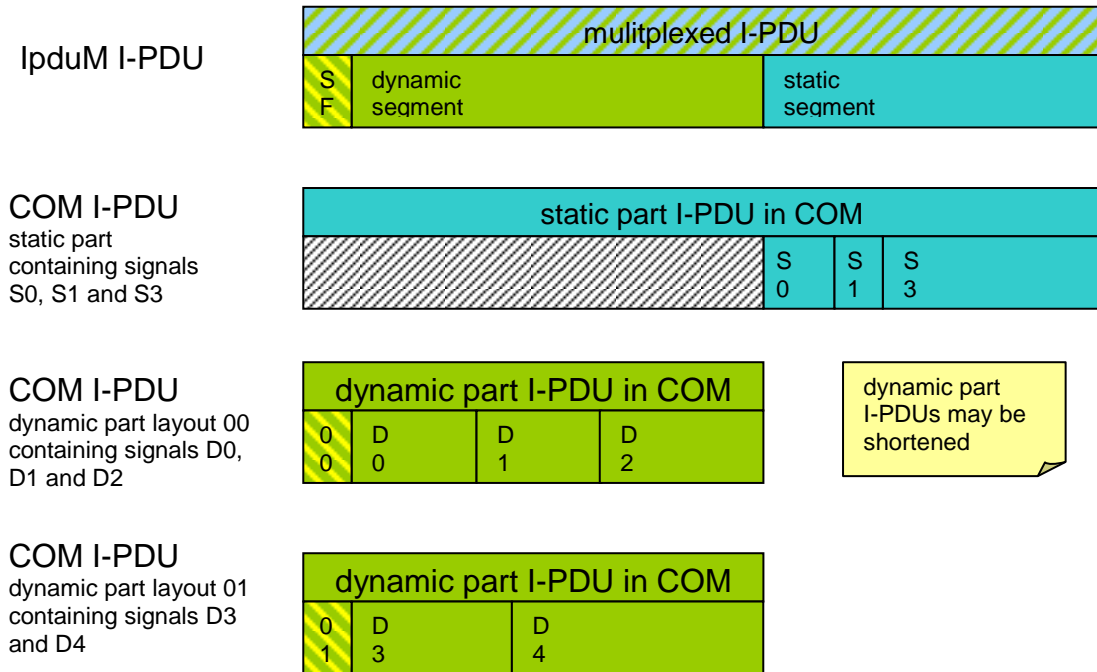 IpduM I-PDU
mulitplexed I-PDU
S
F
dynamic
segment
static
segment
COM I-PDU
static part
containing signals
S0, S1 and S3
static part I-PDU in COM
S
0
S
1
S
3
COM I-PDU
dynamic part layout 00
containing signals D0,
D1 and D2
dynamic part I-PDU in COM
0
0
D
0
D
1
D
2
dynamic part
I-PDUs may be
shortened
COM I-PDU
dynamic part layout 01
containing signals D3
and D4
dynamic part I-PDU in COM
0
1
D
3
D
4